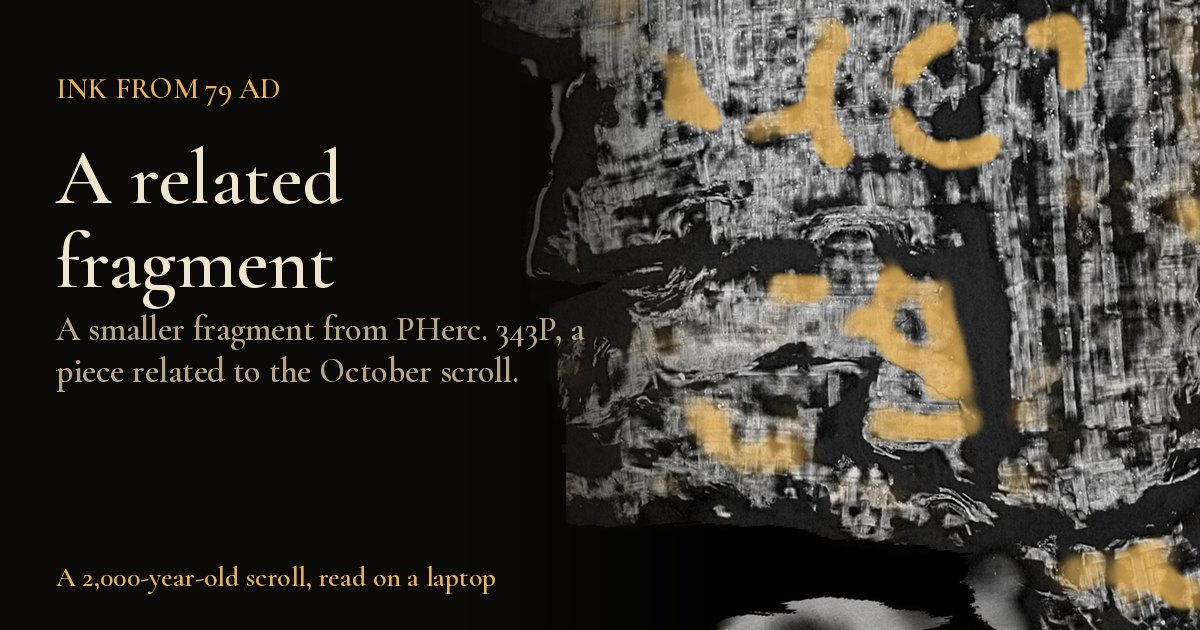 INK FROM 79 AD
A related
fragment
A smaller fragment from PHerc. 343P, a
piece related to the October scroll.
A 2,000-year-old scroll, read on a laptop